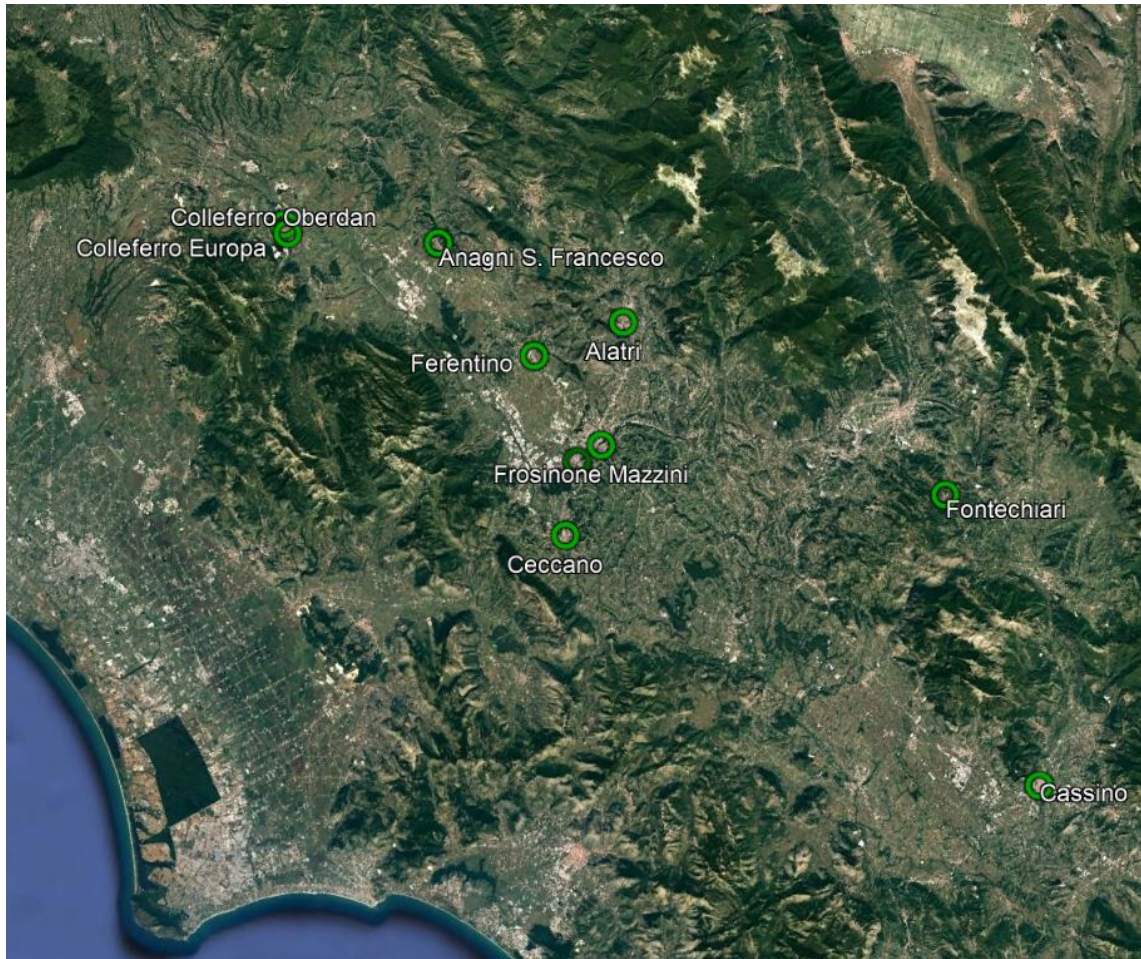 Colleferro Oberdan
Colleferro Europa
Anagni S. Francesco
Alatri
Ferentino
Frosinone Mazzini
Fontechiari
Ceccano
Cassino